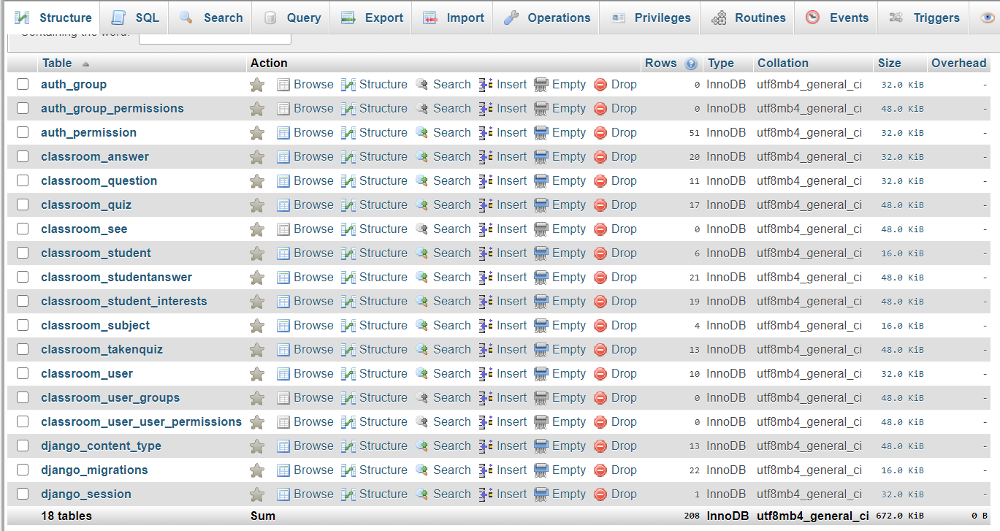 Structure SQL Search Query Export Import Operations Privileges Routines Events Triggers
Containing the word:
Table Action Rows Type Collation Size Overhead
auth_group Browse Structure Search Insert Empty Drop 0 InnoDB utf8mb4_general_ci 32.0 KiB -
auth_group_permissions Browse Structure Search Insert Empty Drop 0 InnoDB utf8mb4_general_ci 48.0 KiB -
auth_permission Browse Structure Search Insert Empty Drop 51 InnoDB utf8mb4_general_ci 32.0 KiB -
classroom_answer Browse Structure Search Insert Empty Drop 20 InnoDB utf8mb4_general_ci 32.0 KiB -
classroom_question Browse Structure Search Insert Empty Drop 11 InnoDB utf8mb4_general_ci 32.0 KiB -
classroom_quiz Browse Structure Search Insert Empty Drop 17 InnoDB utf8mb4_general_ci 48.0 KiB -
classroom_see Browse Structure Search Insert Empty Drop 0 InnoDB utf8mb4_general_ci 48.0 KiB -
classroom_student Browse Structure Search Insert Empty Drop 6 InnoDB utf8mb4_general_ci 16.0 KiB -
classroom_studentanswer Browse Structure Search Insert Empty Drop 21 InnoDB utf8mb4_general_ci 48.0 KiB -
classroom_student_interests Browse Structure Search Insert Empty Drop 19 InnoDB utf8mb4_general_ci 48.0 KiB -
classroom_subject Browse Structure Search Insert Empty Drop 4 InnoDB utf8mb4_general_ci 16.0 KiB -
classroom_takenquiz Browse Structure Search Insert Empty Drop 13 InnoDB utf8mb4_general_ci 48.0 KiB -
classroom_user Browse Structure Search Insert Empty Drop 10 InnoDB utf8mb4_general_ci 32.0 KiB -
classroom_user_groups Browse Structure Search Insert Empty Drop 0 InnoDB utf8mb4_general_ci 48.0 KiB -
classroom_user_user_permissions Browse Structure Search Insert Empty Drop 0 InnoDB utf8mb4_general_ci 48.0 KiB -
django_content_type Browse Structure Search Insert Empty Drop 13 InnoDB utf8mb4_general_ci 48.0 KiB -
django_migrations Browse Structure Search Insert Empty Drop 22 InnoDB utf8mb4_general_ci 16.0 KiB -
django_session Browse Structure Search Insert Empty Drop 1 InnoDB utf8mb4_general_ci 32.0 KiB -
18 tables Sum 208 InnoDB utf8mb4_general_ci 672.0 KiB 0 B